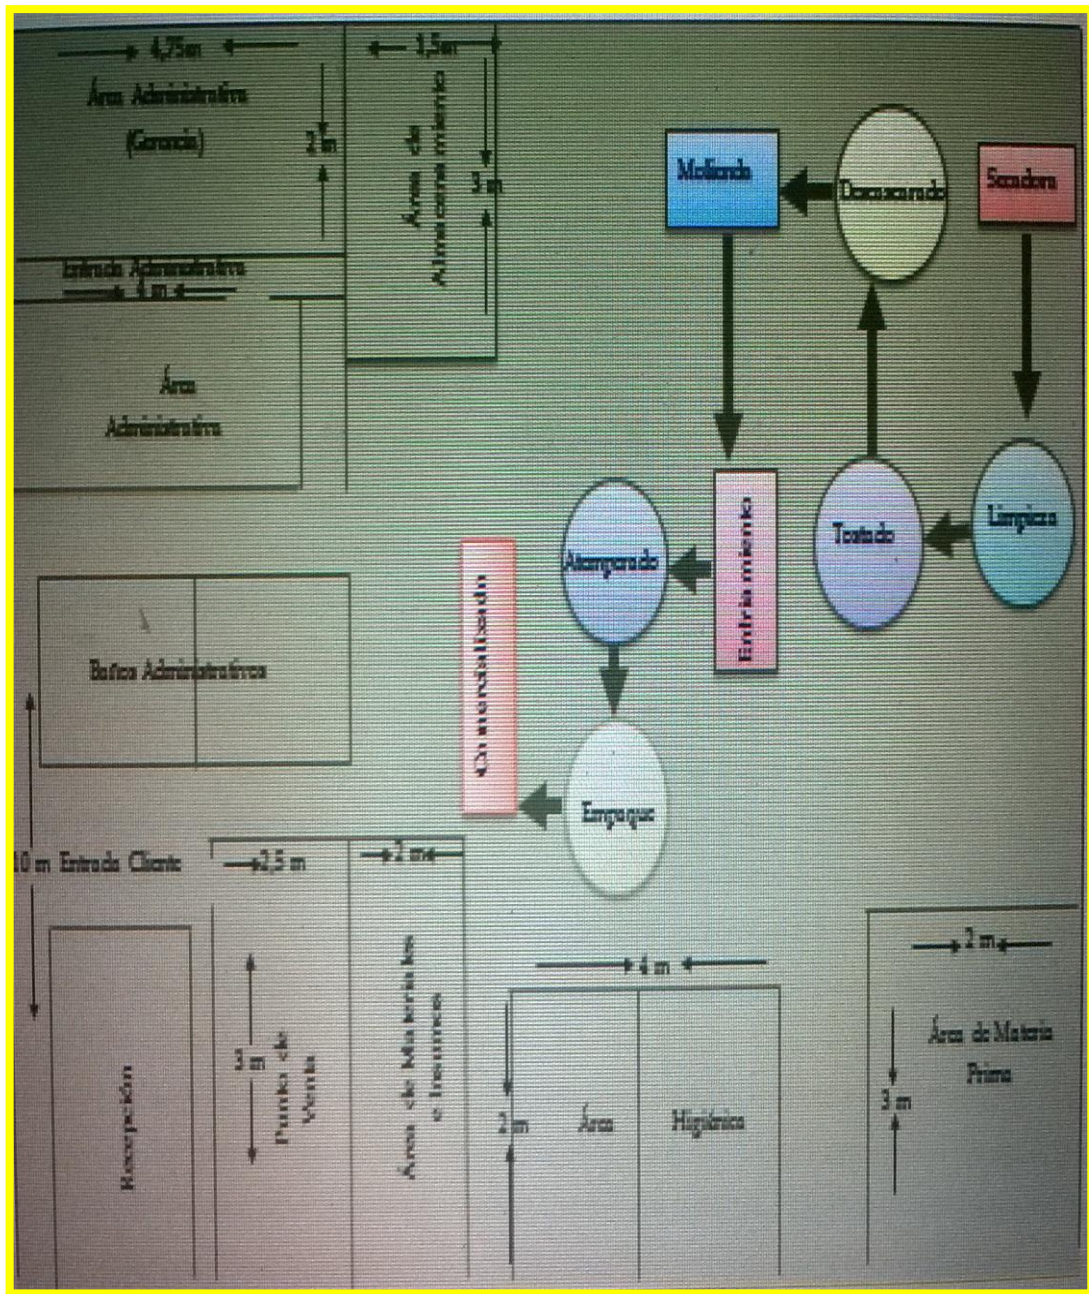 4,75m
Área Administrativa
(Gerencia)
2 m
1,5m
Área de
Almacenamiento
3 m
Entrada Administrativa
4 m
Área
Administrativa
Molienda
Descascarado
Secadora
Limpieza
Tostado
Enfriamiento
Atemperado
Empaque
Comercializado
Baños Administrativos
10 m Entrada Cliente
Recepción
2,5 m
3 m
Punto de
Venta
2 m
Área de Materiales
e Insumos
4 m
2 m
Área
Higiénica
2 m
3 m
Área de Materia
Prima